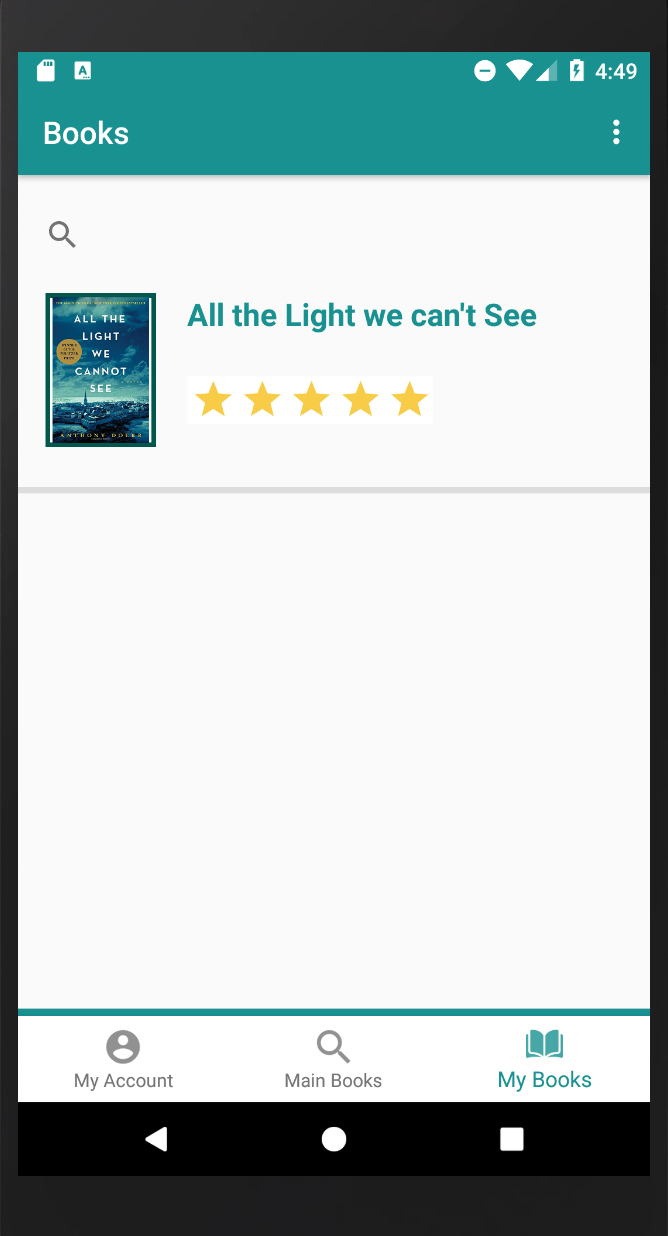 4:49
Books
All the Light we can't See
ALL THE
LIGHT
WE
CANNOT
SEE
ANTHONY DOERR
My Account
Main Books
My Books